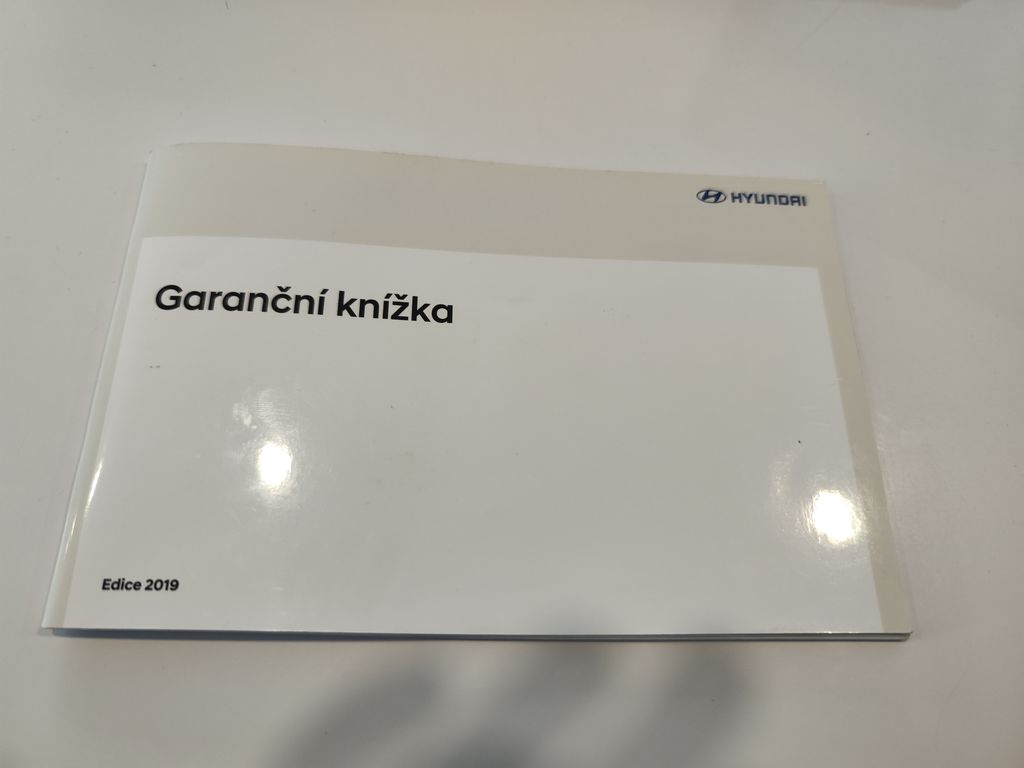 HYUNDAI
Garanční knížka
Edice 2019